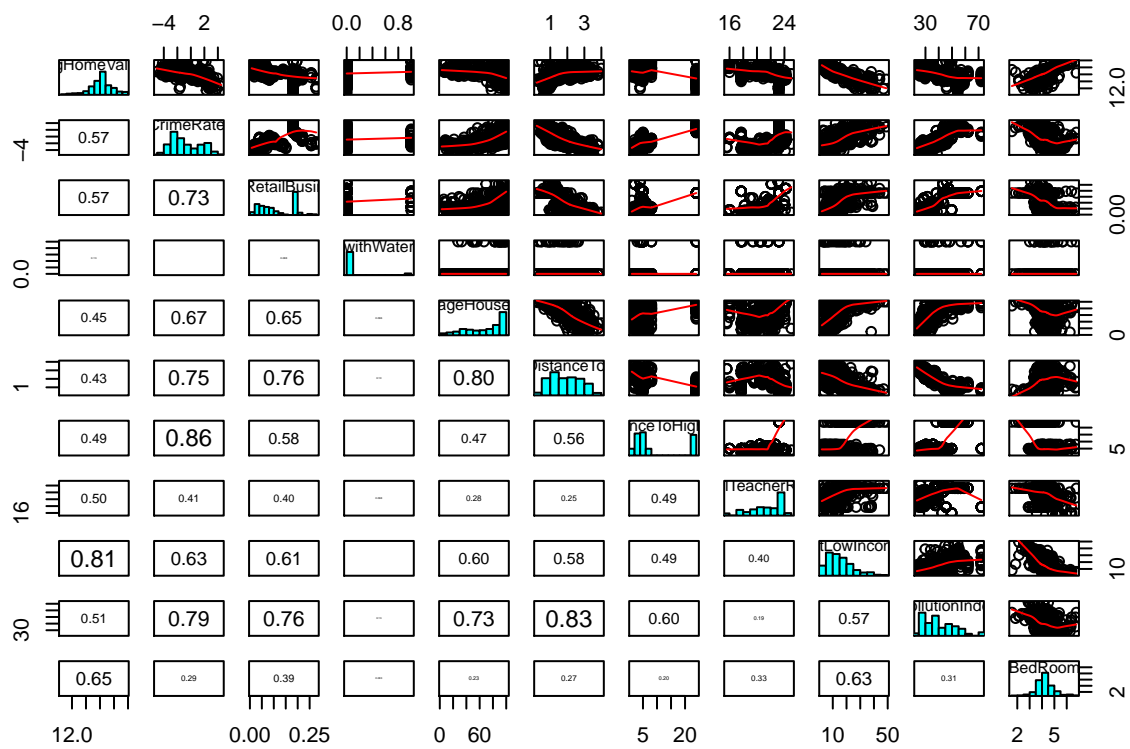 −4 2 0.0 0.8 1 3 16 24 30 70
gHomeVal 12.0
−4 0.57 CrimeRate
0.57 0.73 RetailBusin 0.00
0.0 withWater
0.45 0.67 0.65 ageHouse 0
1 0.43 0.75 0.76 0.80 DistanceTo
0.49 0.86 0.58 0.47 0.56 nceToHigh 5
16 0.50 0.41 0.40 0.28 0.25 0.49 lTeacherR
0.81 0.63 0.61 0.60 0.58 0.49 0.40 tLowIncom 10
30 0.51 0.79 0.76 0.73 0.83 0.60 0.19 0.57 ollutionInde
0.65 0.29 0.39 0.23 0.27 0.20 0.33 0.63 0.31 BedRoom 2
12.0 0.00 0.25 0 60 5 20 10 50 2 5